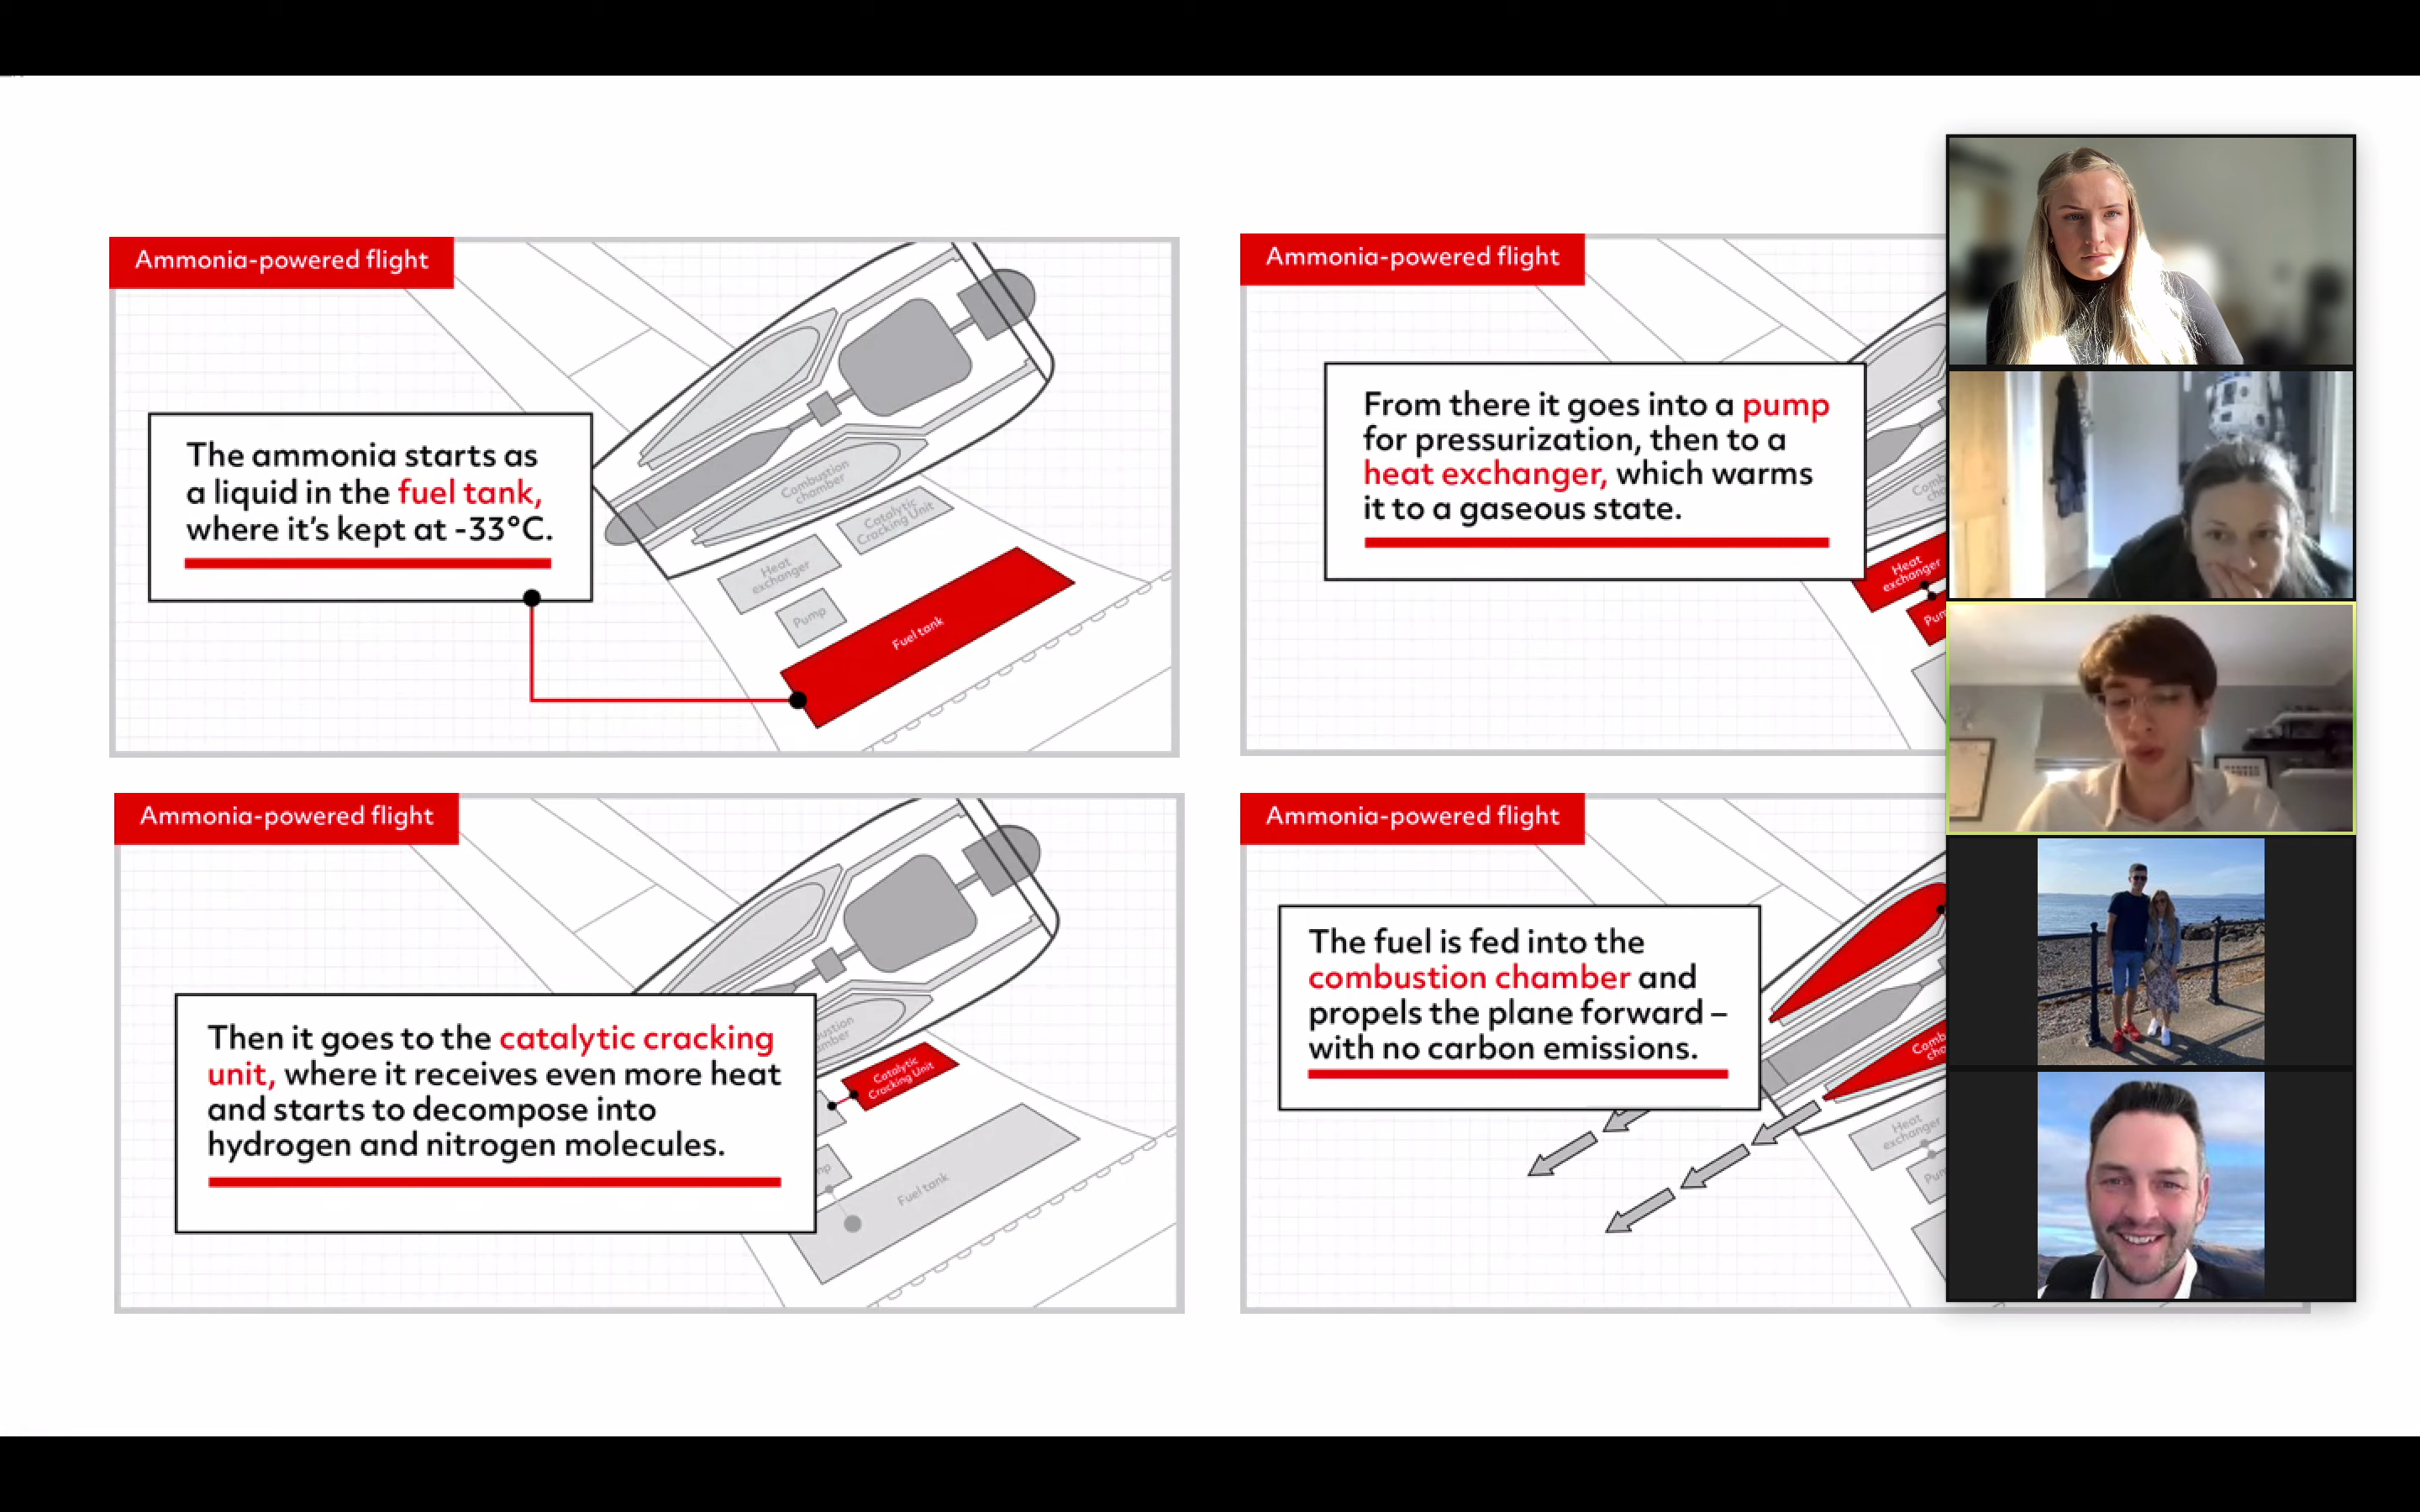 Ammonia-powered flight
The ammonia starts as
a liquid in the fuel tank,
where it's kept at -33°C.
Combustion
chamber
Catalytic
Cracking Unit
Heat
exchanger
Pump
Fuel tank
Ammonia-powered flight
From there it goes into a pump
for pressurization, then to a
heat exchanger, which warms
it to a gaseous state.
Heat
exchanger
Ammonia-powered flight
Then it goes to the catalytic cracking
unit, where it receives even more heat
and starts to decompose into
hydrogen and nitrogen molecules.
Catalytic
Cracking Unit
Fuel tank
Ammonia-powered flight
The fuel is fed into the
combustion chamber and
propels the plane forward –
with no carbon emissions.
Heat
exchanger